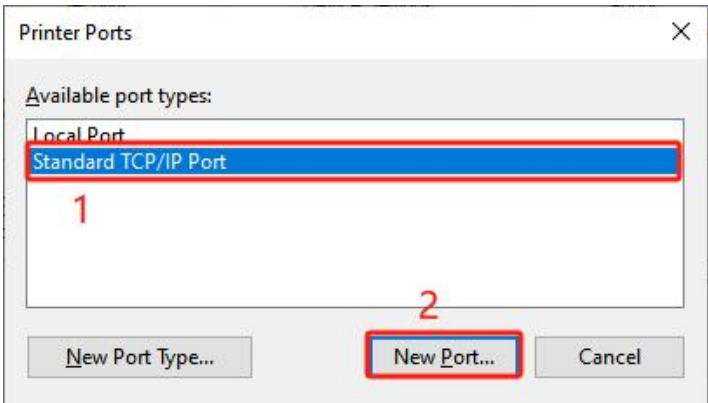 Printer Ports
Available port types:
Local Port
Standard TCP/IP Port
1
2
New Port Type...
New Port...
Cancel